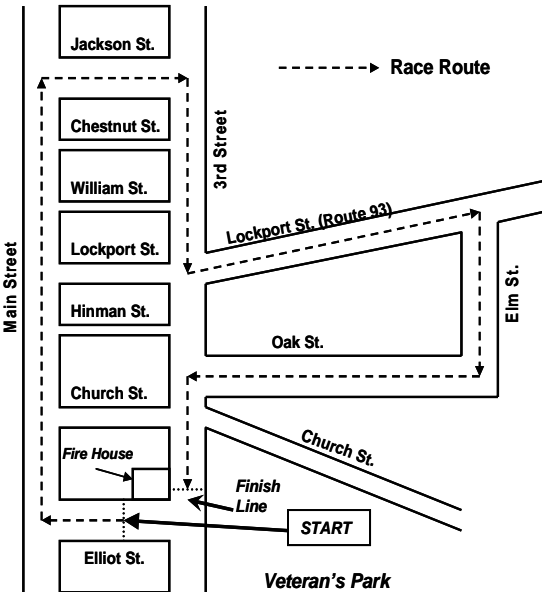 Jackson St.
Race Route
Chestnut St.
3rd Street
William St.
Lockport St. (Route 93)
Lockport St.
Main Street
Elm St.
Hinman St.
Oak St.
Church St.
Church St.
Fire House
Finish
Line
START
Elliot St.
Veteran's Park